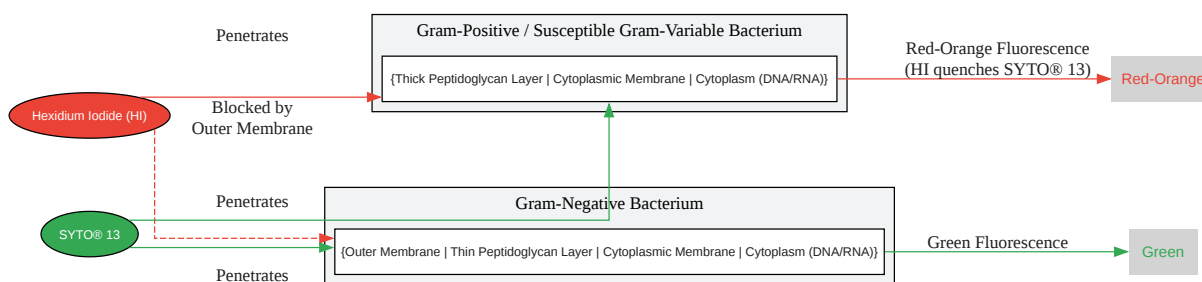 Penetrates
Gram-Positive / Susceptible Gram-Variable Bacterium
{Thick Peptidoglycan Layer | Cytoplasmic Membrane | Cytoplasm (DNA/RNA)}
Red-Orange Fluorescence
(HI quenches SYTO® 13)
Red-Orange
Hexidium Iodide (HI)
Blocked by
Outer Membrane
Penetrates
Gram-Negative Bacterium
SYTO® 13
{Outer Membrane | Thin Peptidoglycan Layer | Cytoplasmic Membrane | Cytoplasm (DNA/RNA)}
Green Fluorescence
Green
Penetrates